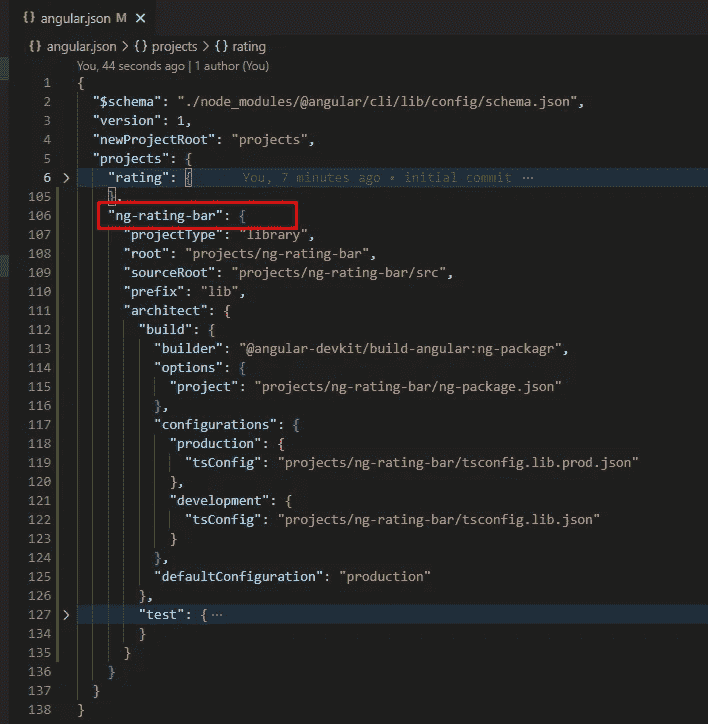 {} angular.json M ×
{} angular.json > {} projects > {} rating
You, 44 seconds ago | 1 author (You)
1 {
2 "$schema": "./node_modules/@angular/cli/lib/config/schema.json",
3 "version": 1,
4 "newProjectRoot": "projects",
5 "projects": {
6 > "rating": { You, 7 minutes ago • initial commit ...
105 },
106 "ng-rating-bar": {
107 "projectType": "library",
108 "root": "projects/ng-rating-bar",
109 "sourceRoot": "projects/ng-rating-bar/src",
110 "prefix": "lib",
111 "architect": {
112 "build": {
113 "builder": "@angular-devkit/build-angular:ng-packagr",
114 "options": {
115 "project": "projects/ng-rating-bar/ng-package.json"
116 },
117 "configurations": {
118 "production": {
119 "tsConfig": "projects/ng-rating-bar/tsconfig.lib.prod.json"
120 },
121 "development": {
122 "tsConfig": "projects/ng-rating-bar/tsconfig.lib.json"
123 }
124 },
125 "defaultConfiguration": "production"
126 },
127 > "test": { ...
134 }
135 }
136 }
137 }
138 }